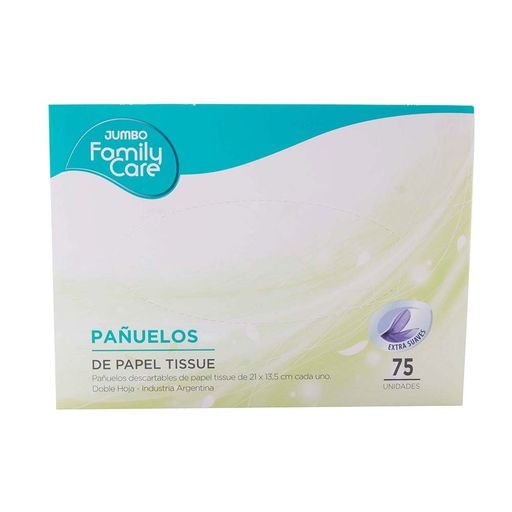 JUMBO
Family
Care
PAÑUELOS
DE PAPEL TISSUE
Pañuelos descartables de papel tissue de 21 x 13.5 cm cada uno.
Doble Hoja - Industria Argentina
EXTRA SUAVES
75
UNIDADES